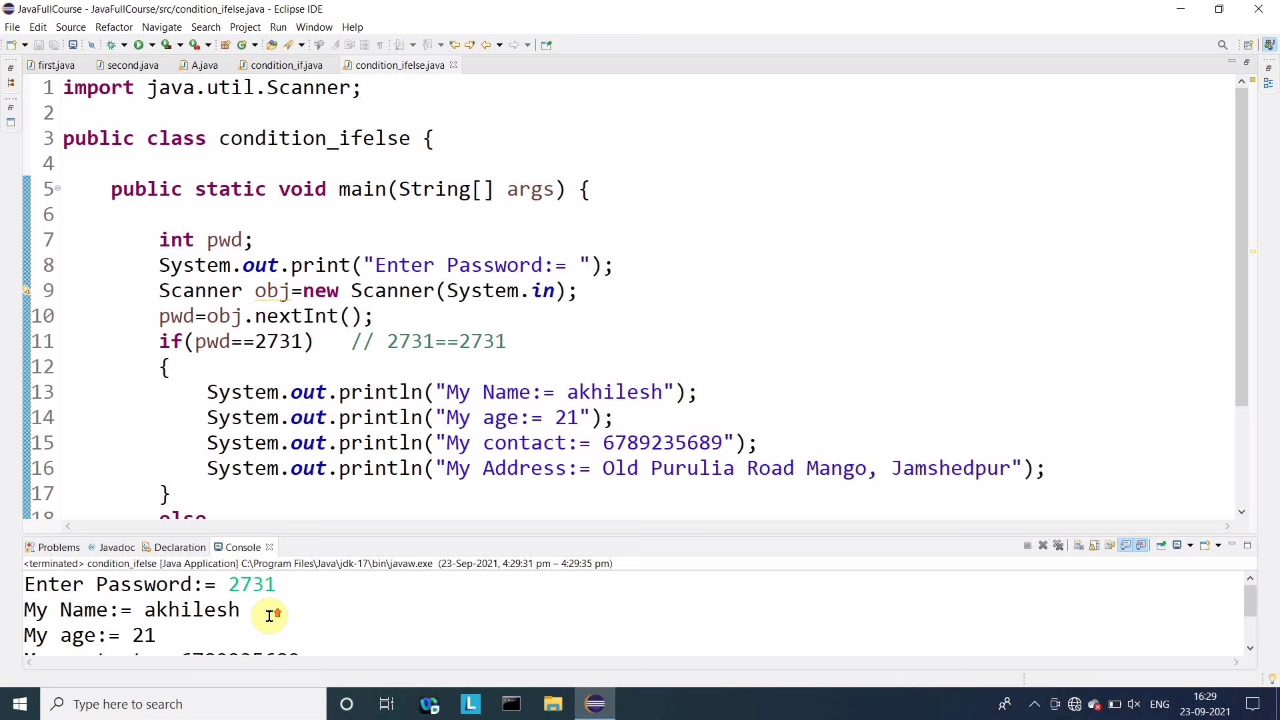 JavaFullCourse - JavaFullCourse/src/condition_ifelse.java - Eclipse IDE
File Edit Source Refactor Navigate Search Project Run Window Help
first.java second.java A.java condition_if.java condition_ifelse.java
1 import java.util.Scanner;
2
3 public class condition_ifelse {
4
5 public static void main(String[] args) {
6
7 int pwd;
8 System.out.print("Enter Password:= ");
9 Scanner obj=new Scanner(System.in);
10 pwd=obj.nextInt();
11 if(pwd==2731) // 2731==2731
12 {
13 System.out.println("My Name:= akhilesh");
14 System.out.println("My age:= 21");
15 System.out.println("My contact:= 6789235689");
16 System.out.println("My Address:= Old Purulia Road Mango, Jamshedpur");
17 }
18 else
Problems Javadoc Declaration Console
<terminated> condition_ifelse [Java Application] C:\Program Files\Java\jdk-17\bin\javaw.exe (23-Sep-2021, 4:29:31 pm – 4:29:35 pm)
Enter Password:= 2731
My Name:= akhilesh
My age:= 21
Type here to search
L
ENG
16:29
23-09-2021